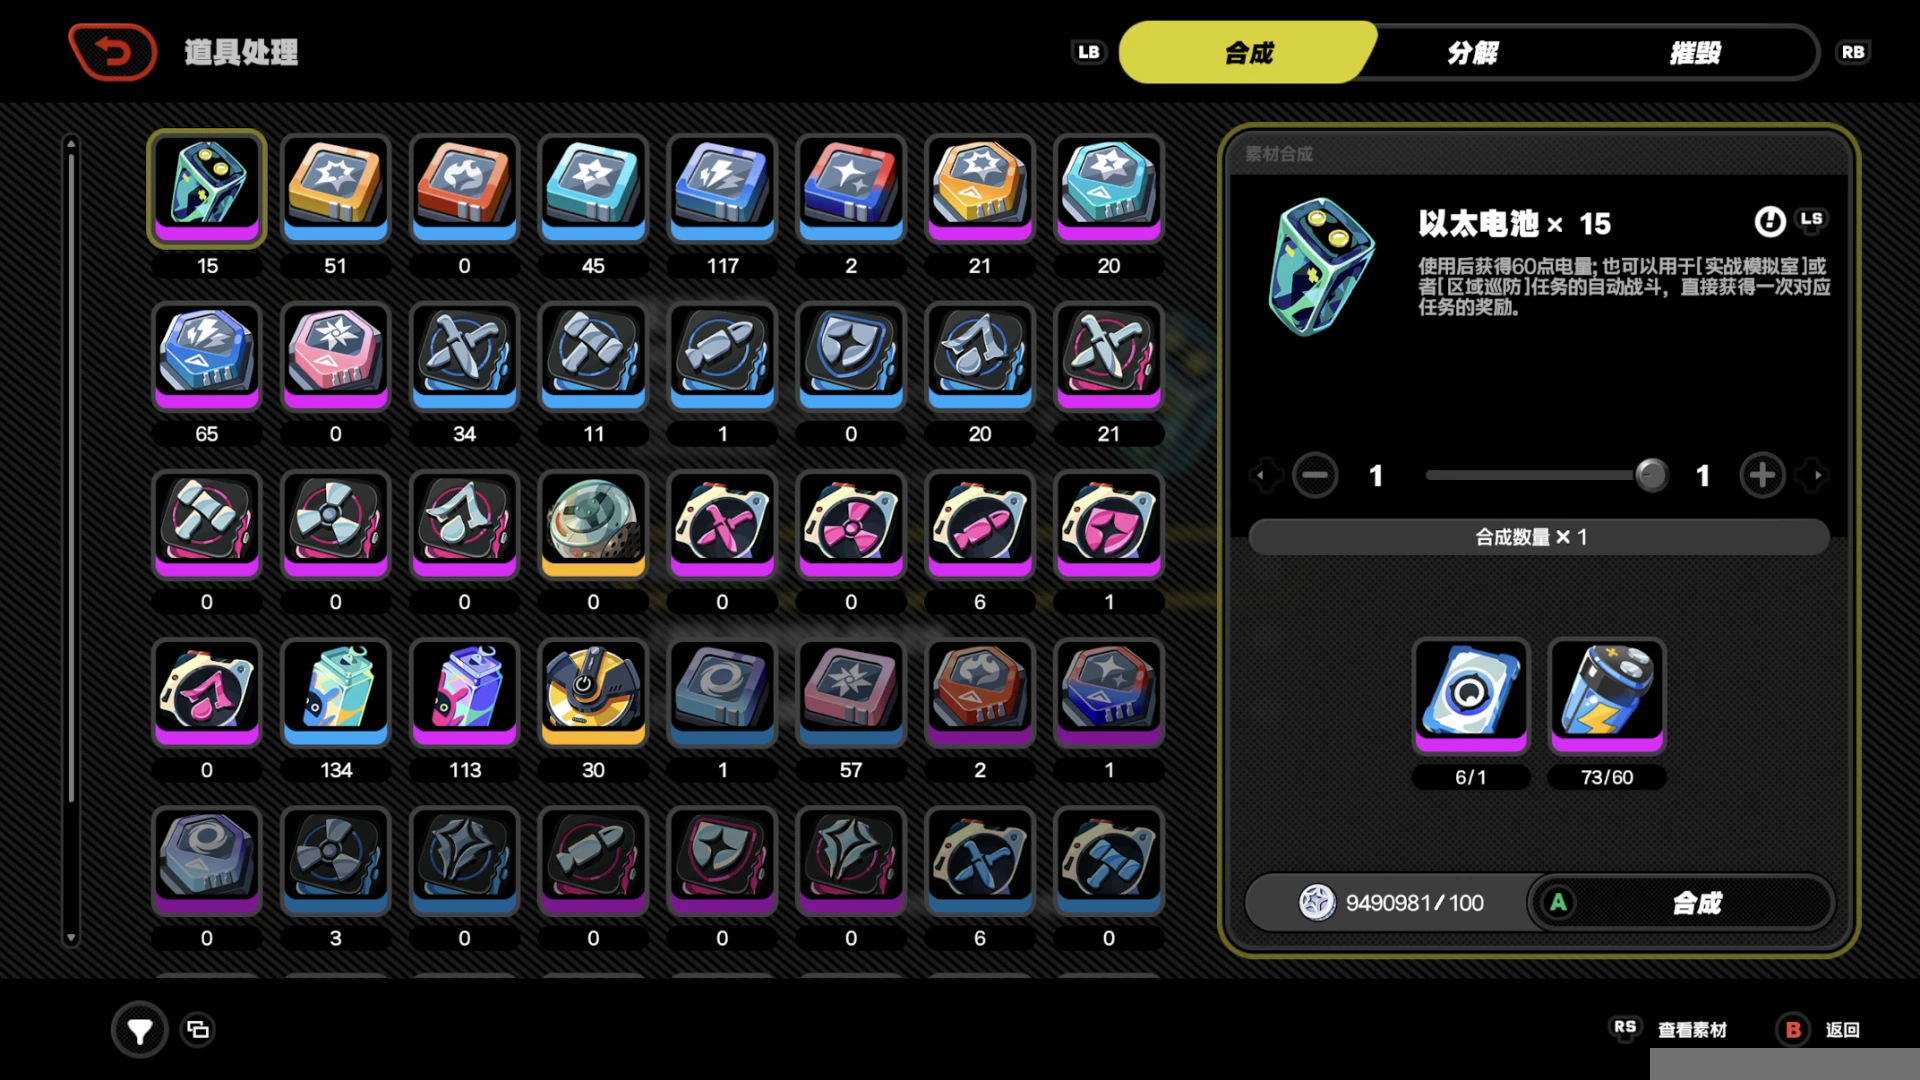 道具处理
LB
合成
分解
摧毁
RB
素材合成
以太电池× 15
LS
使用后获得60点电量；也可以用于[实战模拟室]或
者[区域巡防]任务的自动战斗，直接获得一次对应
任务的奖励。
15 51 0 45 117 2 21 20
65 0 34 11 1 0 20 21
1 1
合成数量 × 1
0 0 0 0 0 0 6 1
0 134 113 30 1 57 2 1
6/1 73/60
0 3 0 0 0 0 6 0
9490981/100
A 合成
RS 查看素材
B 返回